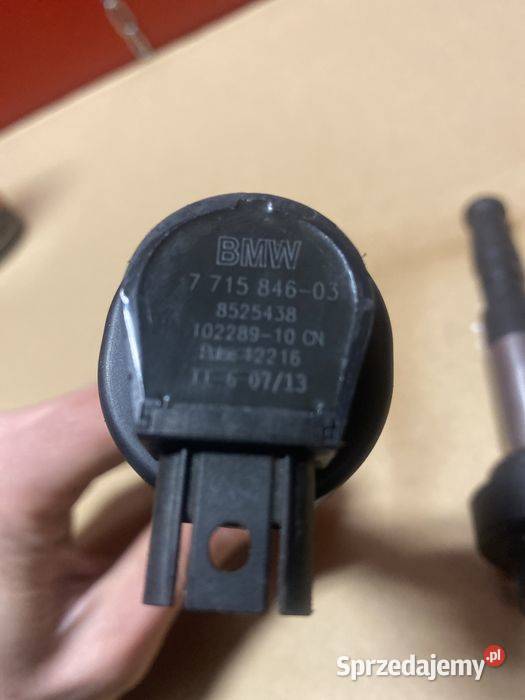 BMW
7 715 846-03
8525438
102289-10 CN
12216
07/13
Sprzedajemy.pl